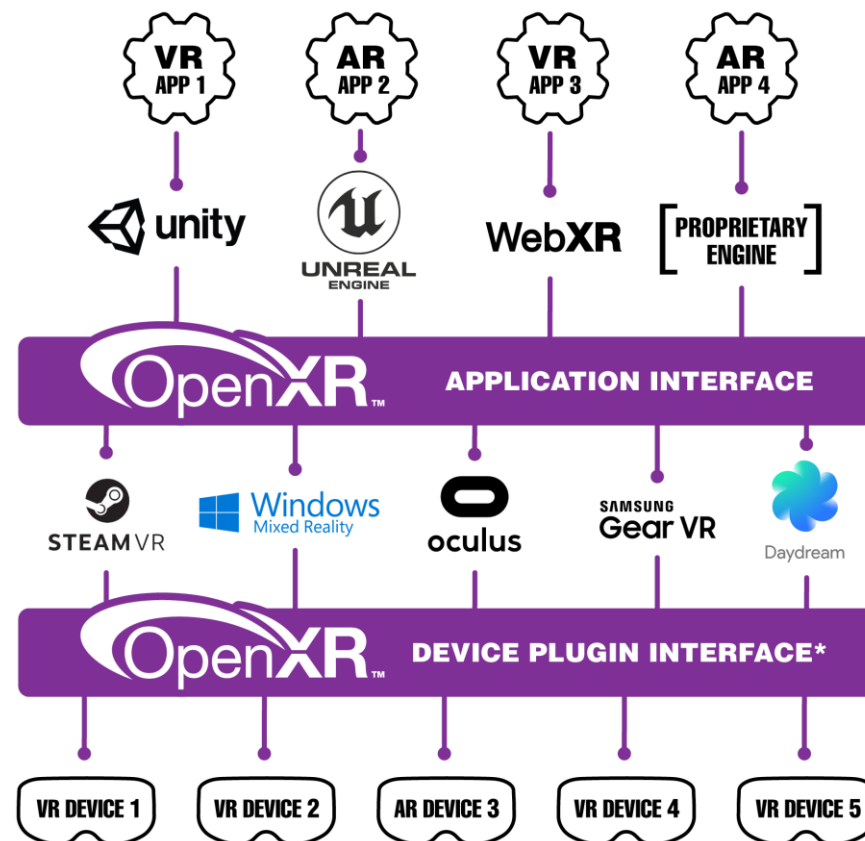 VR
APP 1
AR
APP 2
VR
APP 3
AR
APP 4
unity
UNREAL
ENGINE
WebXR
[PROPRIETARY
ENGINE]
OpenXR™ APPLICATION INTERFACE
STEAMVR
Windows
Mixed Reality
oculus
SAMSUNG
Gear VR
Daydream
OpenXR™ DEVICE PLUGIN INTERFACE*
VR DEVICE 1
VR DEVICE 2
AR DEVICE 3
VR DEVICE 4
VR DEVICE 5